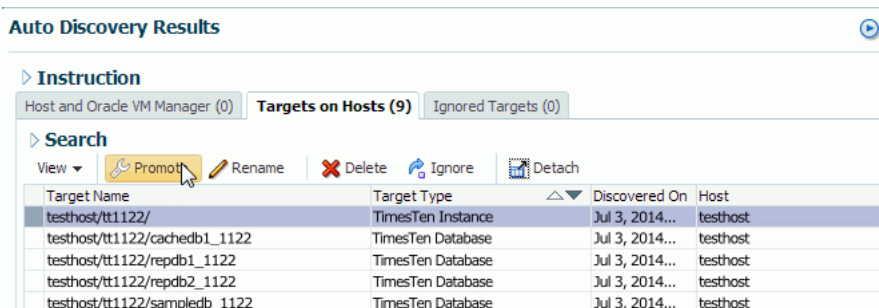 Auto Discovery Results
Instruction
Host and Oracle VM Manager (0) Targets on Hosts (9) Ignored Targets (0)
Search
View Promot Rename Delete Ignore Detach
Target Name Target Type Discovered On Host
testhost/tt1122/ TimesTen Instance Jul 3, 2014... testhost
testhost/tt1122/cachedb1_1122 TimesTen Database Jul 3, 2014... testhost
testhost/tt1122/repdb1_1122 TimesTen Database Jul 3, 2014... testhost
testhost/tt1122/repdb2_1122 TimesTen Database Jul 3, 2014... testhost
testhost/tt1122/sampledb_1122 TimesTen Database Jul 3, 2014... testhost